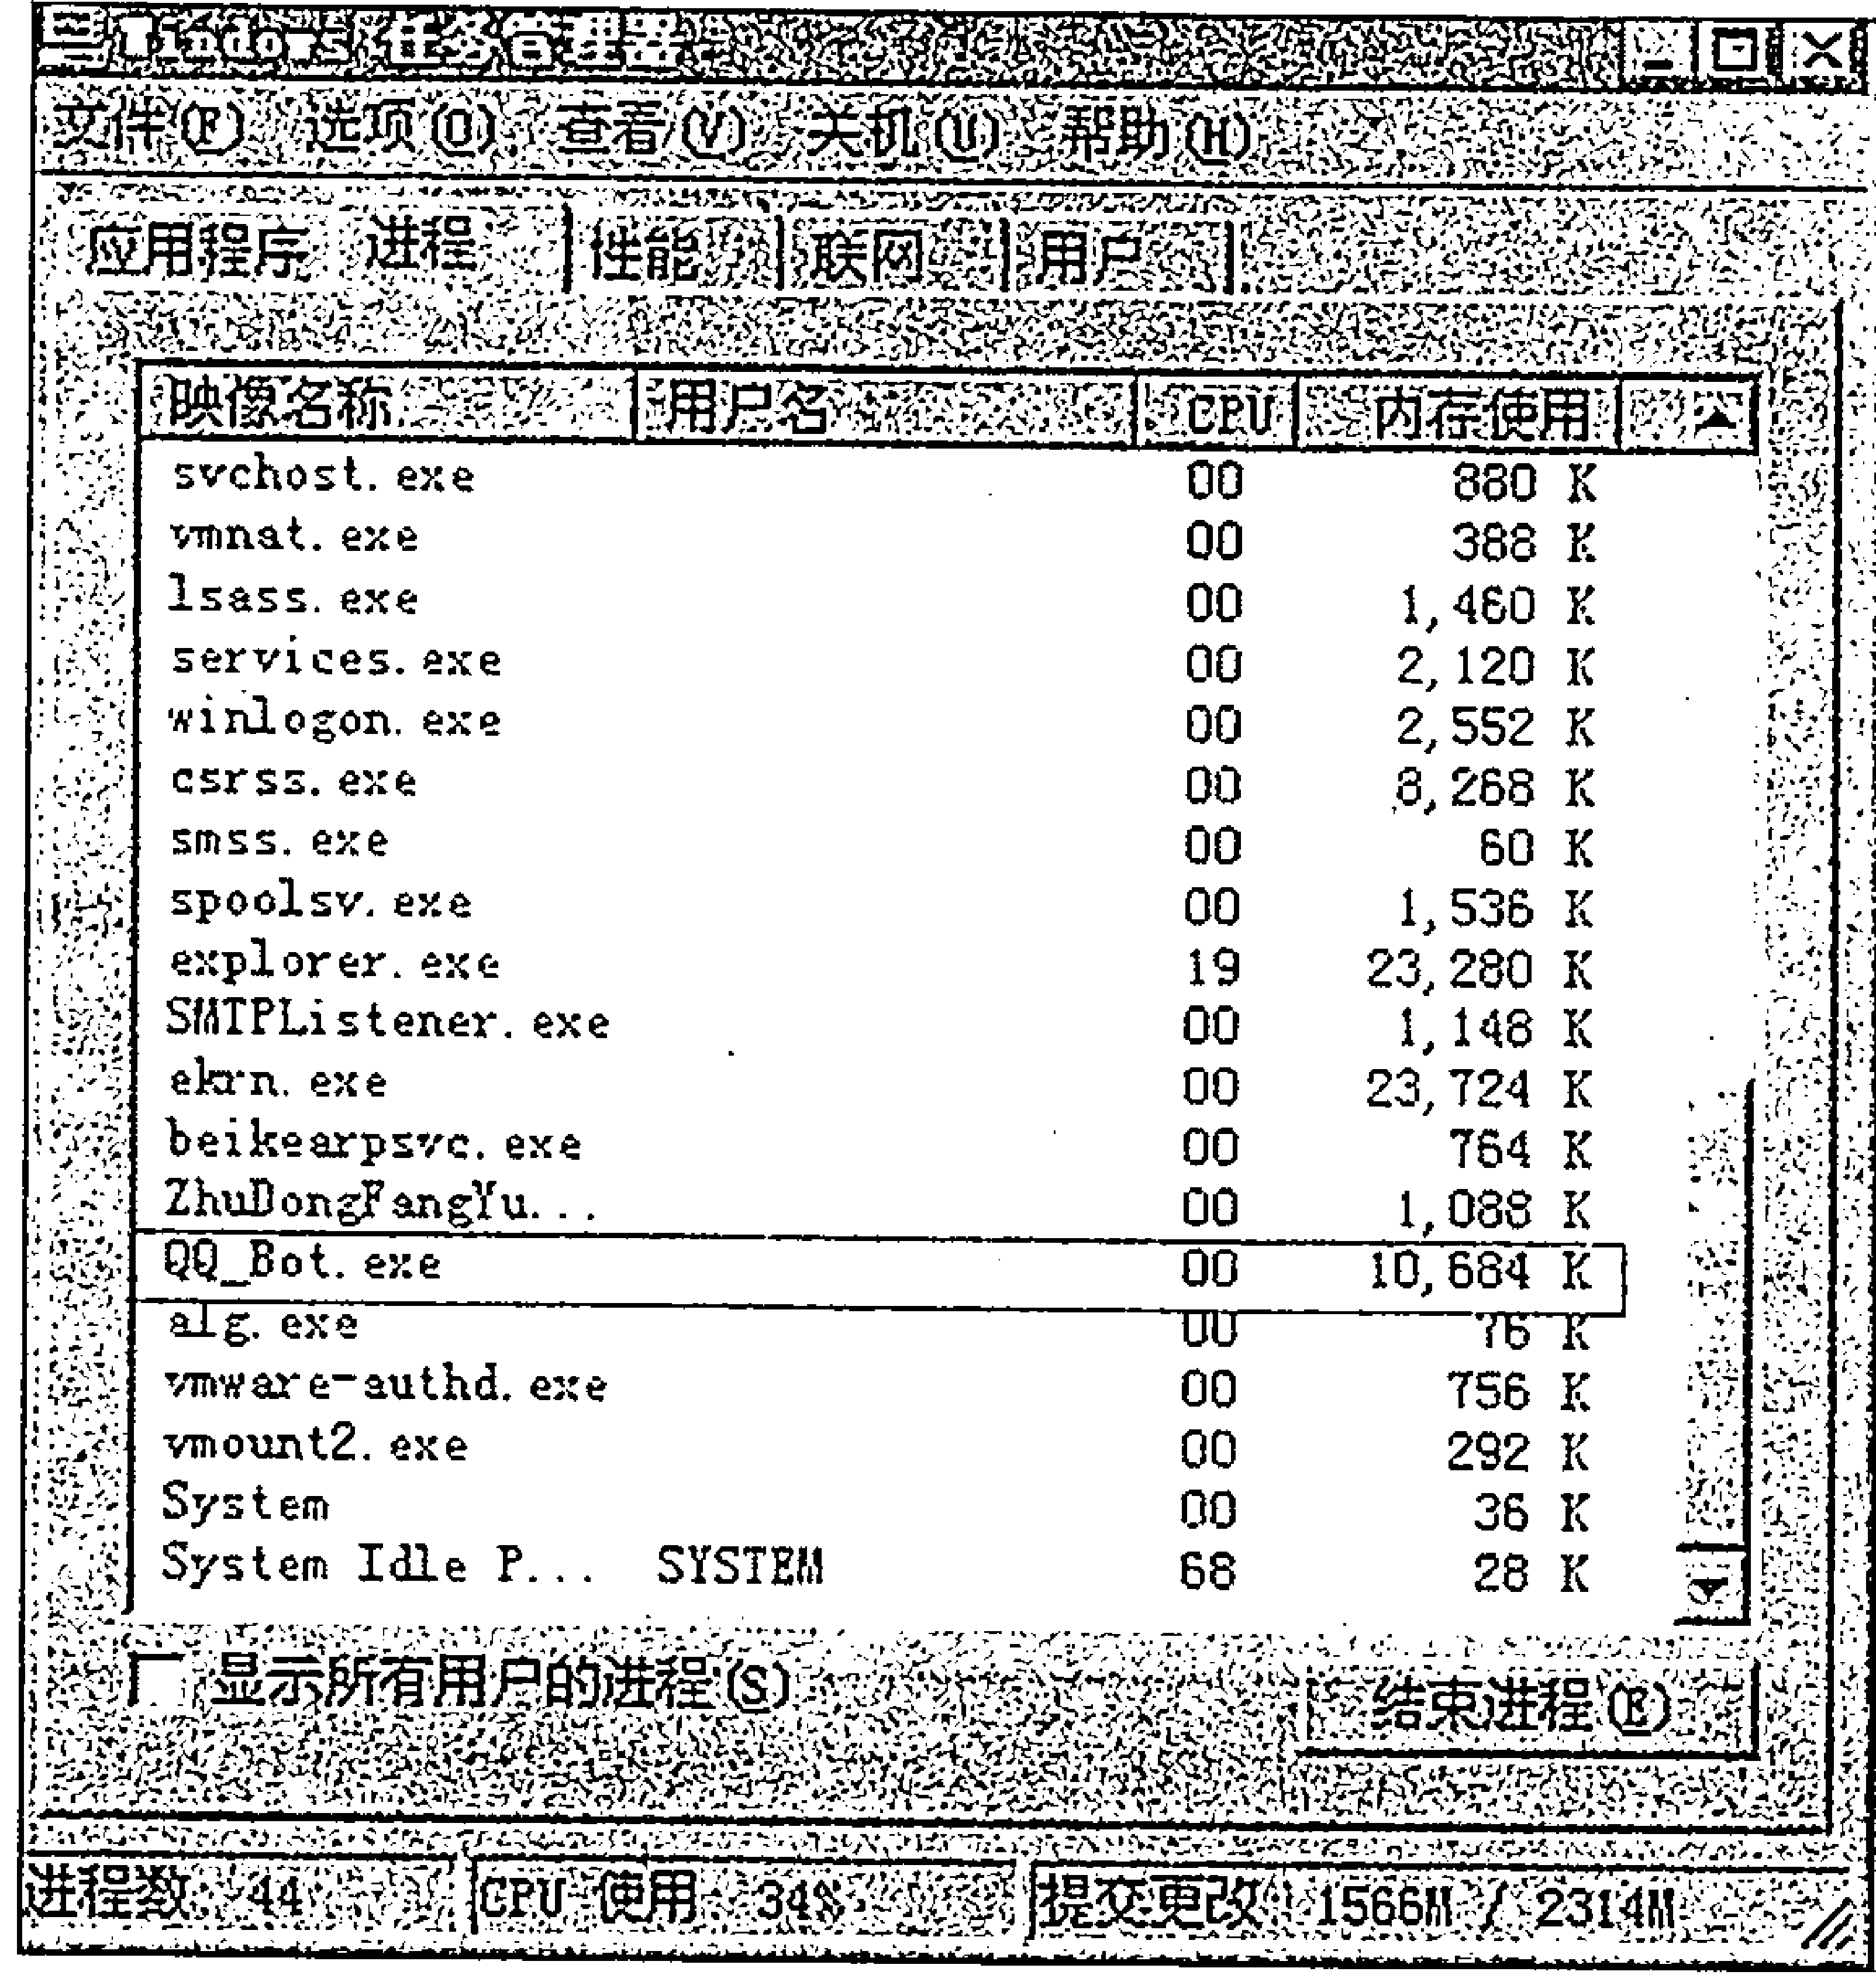 Windows 任务管理器
文件(F) 选项(O) 查看(V) 关机(U) 帮助(H)
应用程序 进程 性能 联网 用户
映像名称 用户名 CPU 内存使用
svchost.exe 00 880 K
vmnat.exe 00 388 K
lsass.exe 00 1,460 K
services.exe 00 2,120 K
winlogon.exe 00 2,552 K
csrss.exe 00 8,268 K
smss.exe 00 60 K
spoolsv.exe 00 1,536 K
explorer.exe 19 23,280 K
SMTPListener.exe 00 1,148 K
ekrn.exe 00 23,724 K
beikearpsvc.exe 00 764 K
ZhuDongFangYu... 00 1,088 K
QQ_Bot.exe 00 10,684 K
alg.exe 00 76 K
vmware-authd.exe 00 756 K
vmount2.exe 00 292 K
System 00 36 K
System Idle P... SYSTEM 68 28 K
显示所有用户的进程(S) 结束进程(E)
进程数: 44 CPU 使用: 34% 提交更改: 1566M / 2314M